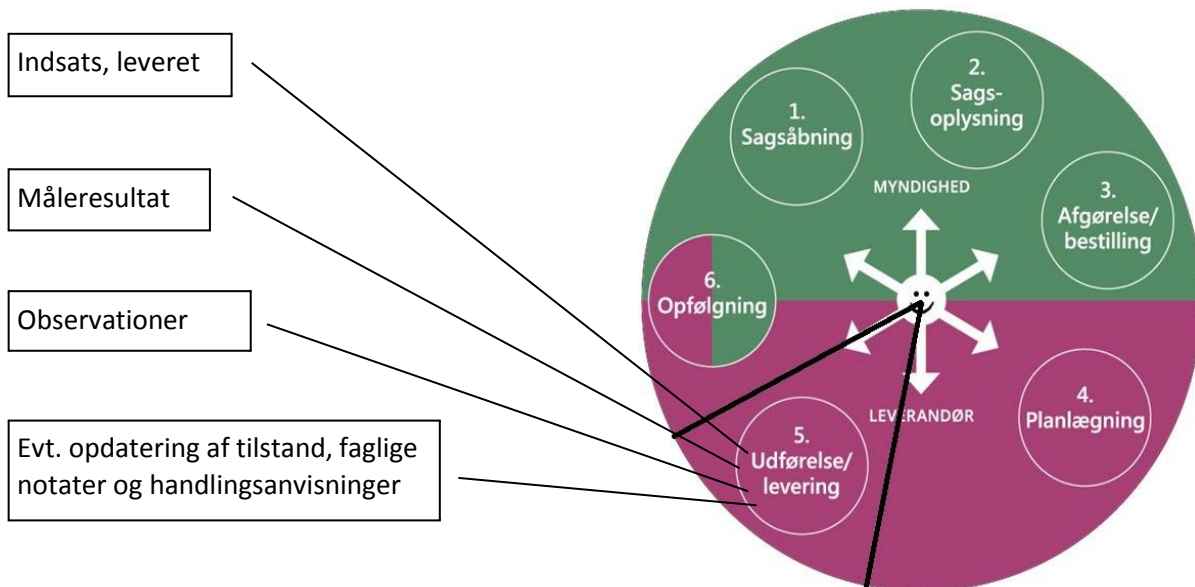 Indsats, leveret
Måleresultat
Observationer
Evt. opdatering af tilstand, faglige
notater og handlingsanvisninger
1.
Sagsåbning
2.
Sags-
oplysning
MYNDIGHED
3.
Afgørelse/
bestilling
6.
Opfølgning
LEVERANDØR
4.
Planlægning
5.
Udførelse/
levering